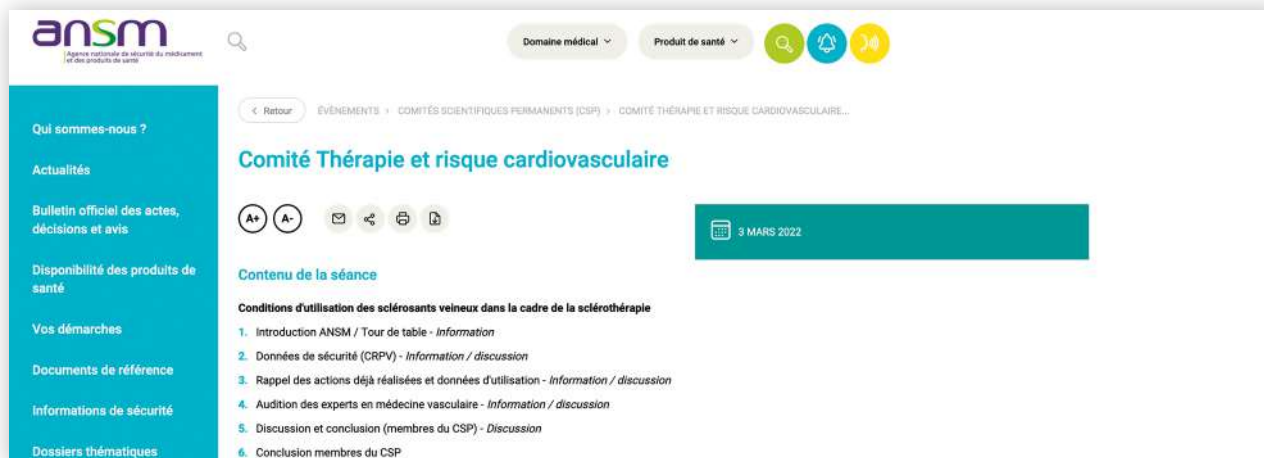 ansm
Agence nationale de sécurité du médicament
et des produits de santé
Domaine médical
Produit de santé
Qui sommes-nous ?
Actualités
Bulletin officiel des actes,
décisions et avis
Disponibilité des produits de
santé
Vos démarches
Documents de référence
Informations de sécurité
Dossiers thématiques
< Retour
ÉVÈNEMENTS > COMITÉS SCIENTIFIQUES PERMANENTS (CSP) > COMITÉ THÉRAPIE ET RISQUE CARDIOVASCULAIRE...
Comité Thérapie et risque cardiovasculaire
A+ A-
3 MARS 2022
Contenu de la séance
Conditions d'utilisation des sclérosants veineux dans le cadre de la sclérothérapie
1. Introduction ANSM / Tour de table - Information
2. Données de sécurité (CRPV) - Information / discussion
3. Rappel des actions déjà réalisées et données d'utilisation - Information / discussion
4. Audition des experts en médecine vasculaire - Information / discussion
5. Discussion et conclusion (membres du CSP) - Discussion
6. Conclusion membres du CSP